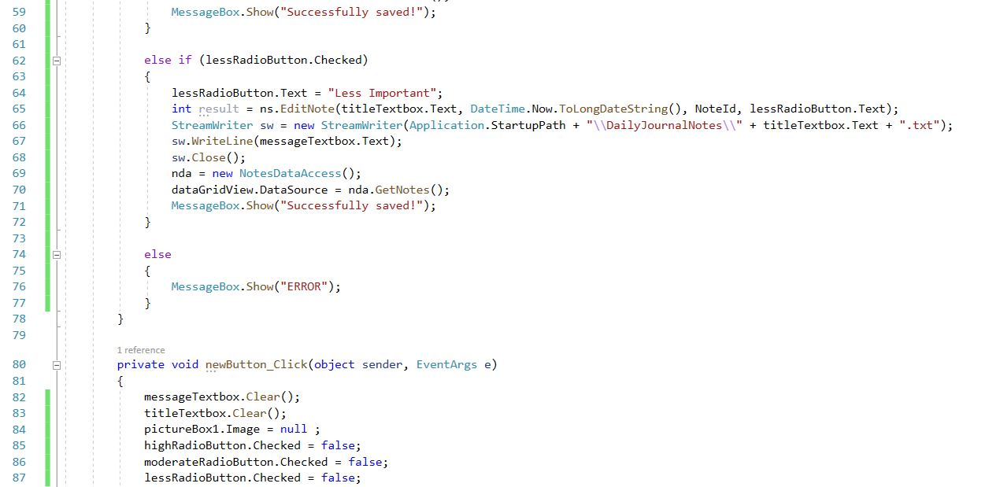 59 MessageBox.Show("Successfully saved!");
60 }
61
62 else if (lessRadioButton.Checked)
63 {
64 lessRadioButton.Text = "Less Important";
65 int result = ns.EditNote(titleTextbox.Text, DateTime.Now.ToLongDateString(), NoteId, lessRadioButton.Text);
66 StreamWriter sw = new StreamWriter(Application.StartupPath + "\\DailyJournalNotes\\" + titleTextbox.Text + ".txt");
67 sw.WriteLine(messageTextbox.Text);
68 sw.Close();
69 nda = new NotesDataAccess();
70 dataGridView.DataSource = nda.GetNotes();
71 MessageBox.Show("Successfully saved!");
72 }
73
74 else
75 {
76 MessageBox.Show("ERROR");
77 }
78 }
79
1 reference
80 private void newButton_Click(object sender, EventArgs e)
81 {
82 messageTextbox.Clear();
83 titleTextbox.Clear();
84 pictureBox1.Image = null ;
85 highRadioButton.Checked = false;
86 moderateRadioButton.Checked = false;
87 lessRadioButton.Checked = false;